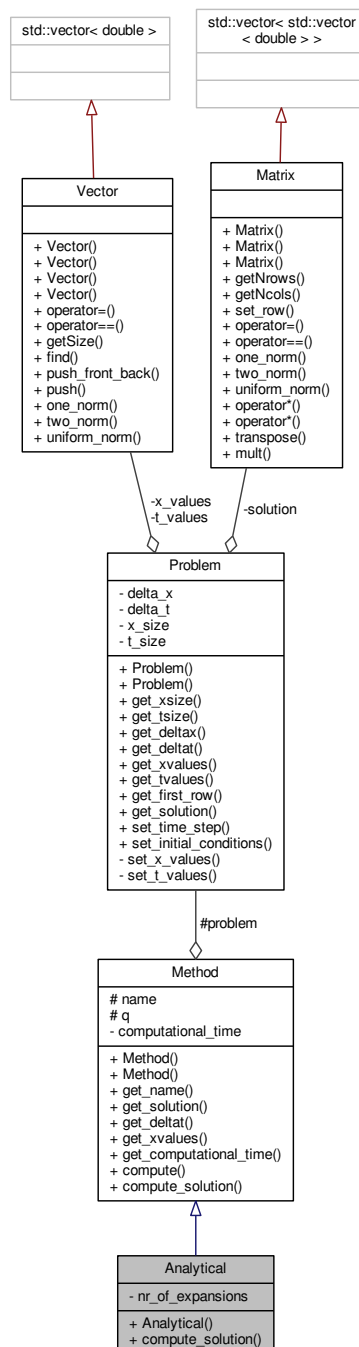 std::vector< double >
std::vector< std::vector
< double > >
Vector
+ Vector()
+ Vector()
+ Vector()
+ Vector()
+ operator=()
+ operator==()
+ getSize()
+ find()
+ push_front_back()
+ push()
+ one_norm()
+ two_norm()
+ uniform_norm()
Matrix
+ Matrix()
+ Matrix()
+ Matrix()
+ getNrows()
+ getNcols()
+ set_row()
+ operator=()
+ operator==()
+ one_norm()
+ two_norm()
+ uniform_norm()
+ operator*()
+ operator*()
+ transpose()
+ mult()
-x_values
-t_values
-solution
Problem
- delta_x
- delta_t
- x_size
- t_size
+ Problem()
+ Problem()
+ get_xsize()
+ get_tsize()
+ get_deltax()
+ get_deltat()
+ get_xvalues()
+ get_tvalues()
+ get_first_row()
+ get_solution()
+ set_time_step()
+ set_initial_conditions()
- set_x_values()
- set_t_values()
#problem
Method
# name
# q
- computational_time
+ Method()
+ Method()
+ get_name()
+ get_solution()
+ get_deltat()
+ get_xvalues()
+ get_computational_time()
+ compute()
+ compute_solution()
Analytical
- nr_of_expansions
+ Analytical()
+ compute_solution()